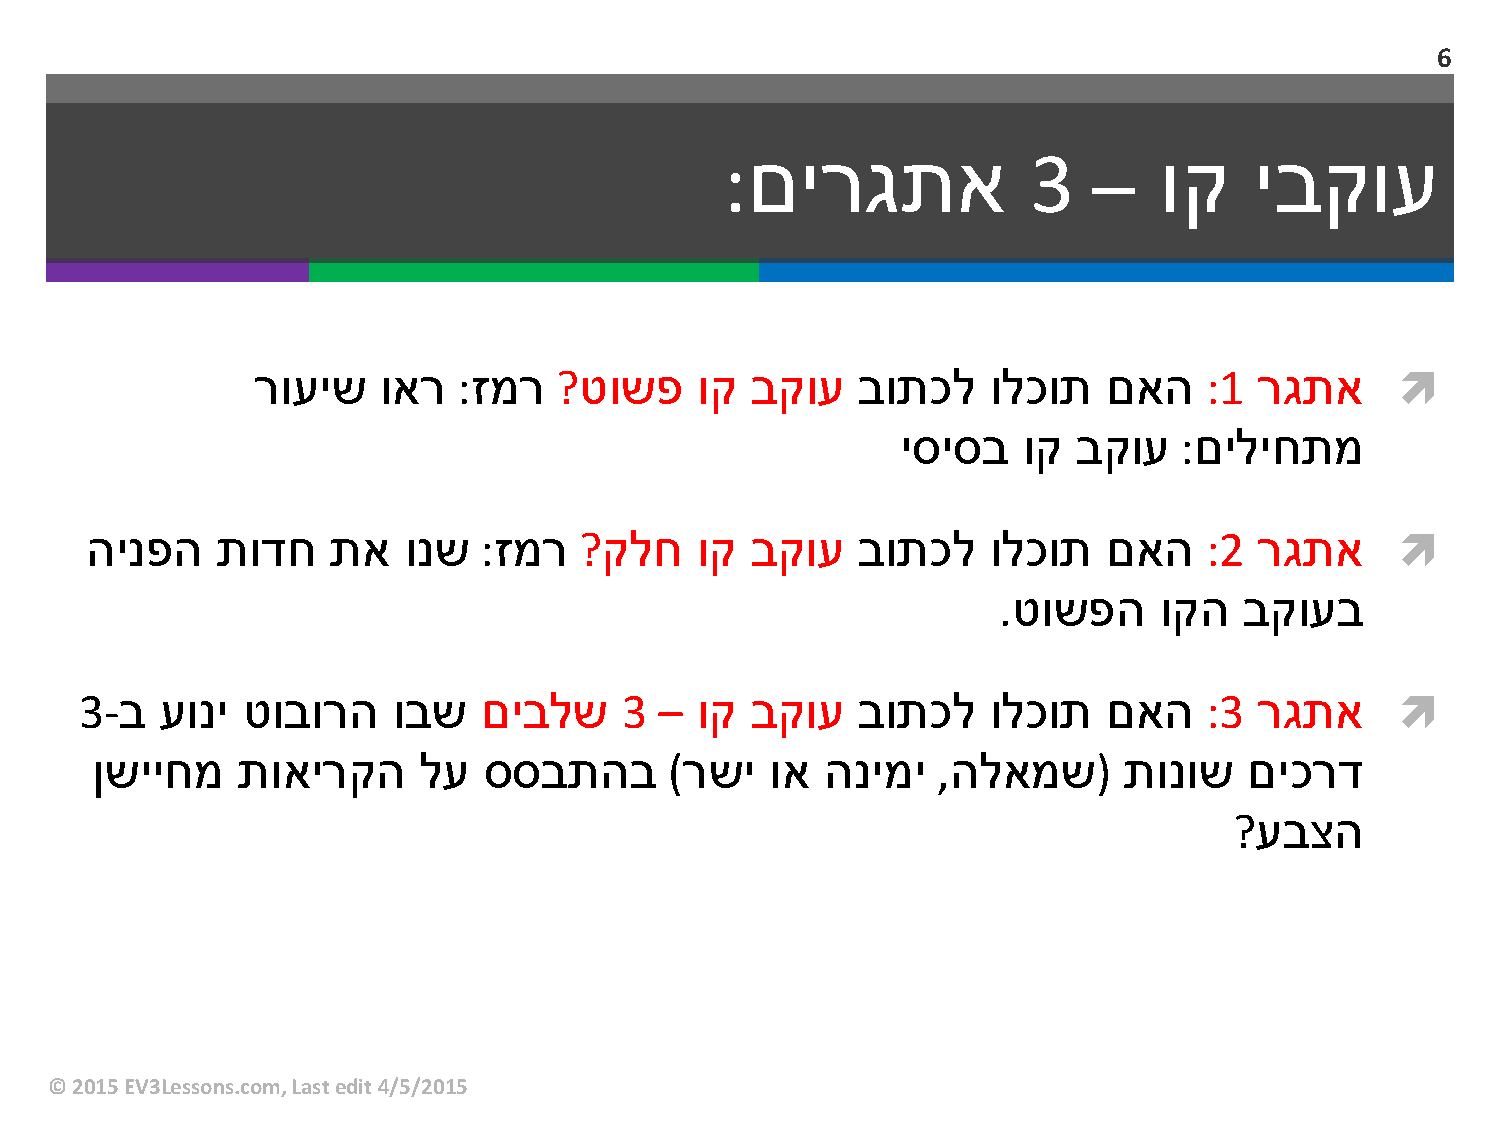 6
עוקבי קו – 3 אתגרים:
אתגר 1: האם תוכלו לכתוב עוקב קו פשוט? רמז: ראו שיעור
מתחילים: עוקב קו בסיסי
אתגר 2: האם תוכלו לכתוב עוקב קו חלק? רמז: שנו את חדות הפניה
בעוקב הקו הפשוט.
אתגר 3: האם תוכלו לכתוב עוקב קו – 3 שלבים שבו הרובוט ינוע ב-3
דרכים שונות (שמאלה, ימינה או ישר) בהתבסס על הקריאות מחיישן
הצבע?
© 2015 EV3Lessons.com, Last edit 4/5/2015